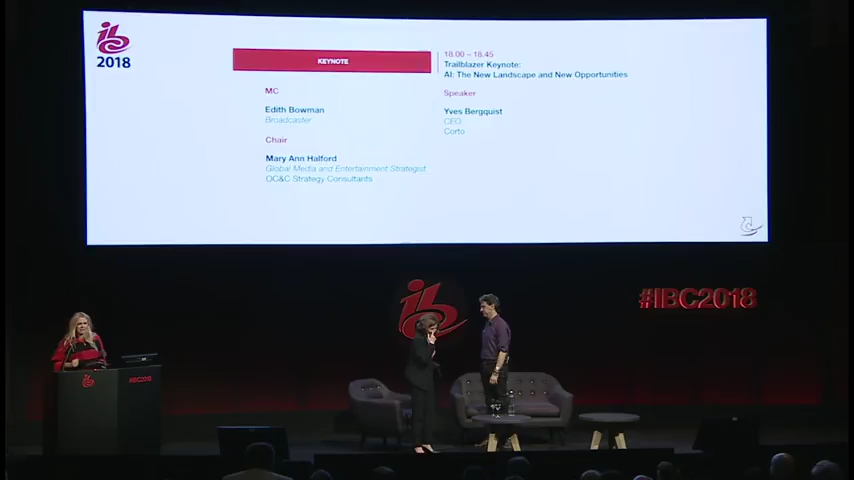 ibc
2018
KEYNOTE
MC
Edith Bowman
Broadcaster
Chair
Mary Ann Halford
Global Media and Entertainment Strategist
OC&C Strategy Consultants
18.00 – 18.45
Trailblazer Keynote:
AI: The New Landscape and New Opportunities
Speaker
Yves Bergquist
CEO
Corto
ibc
#IBC2018
#IBC2018